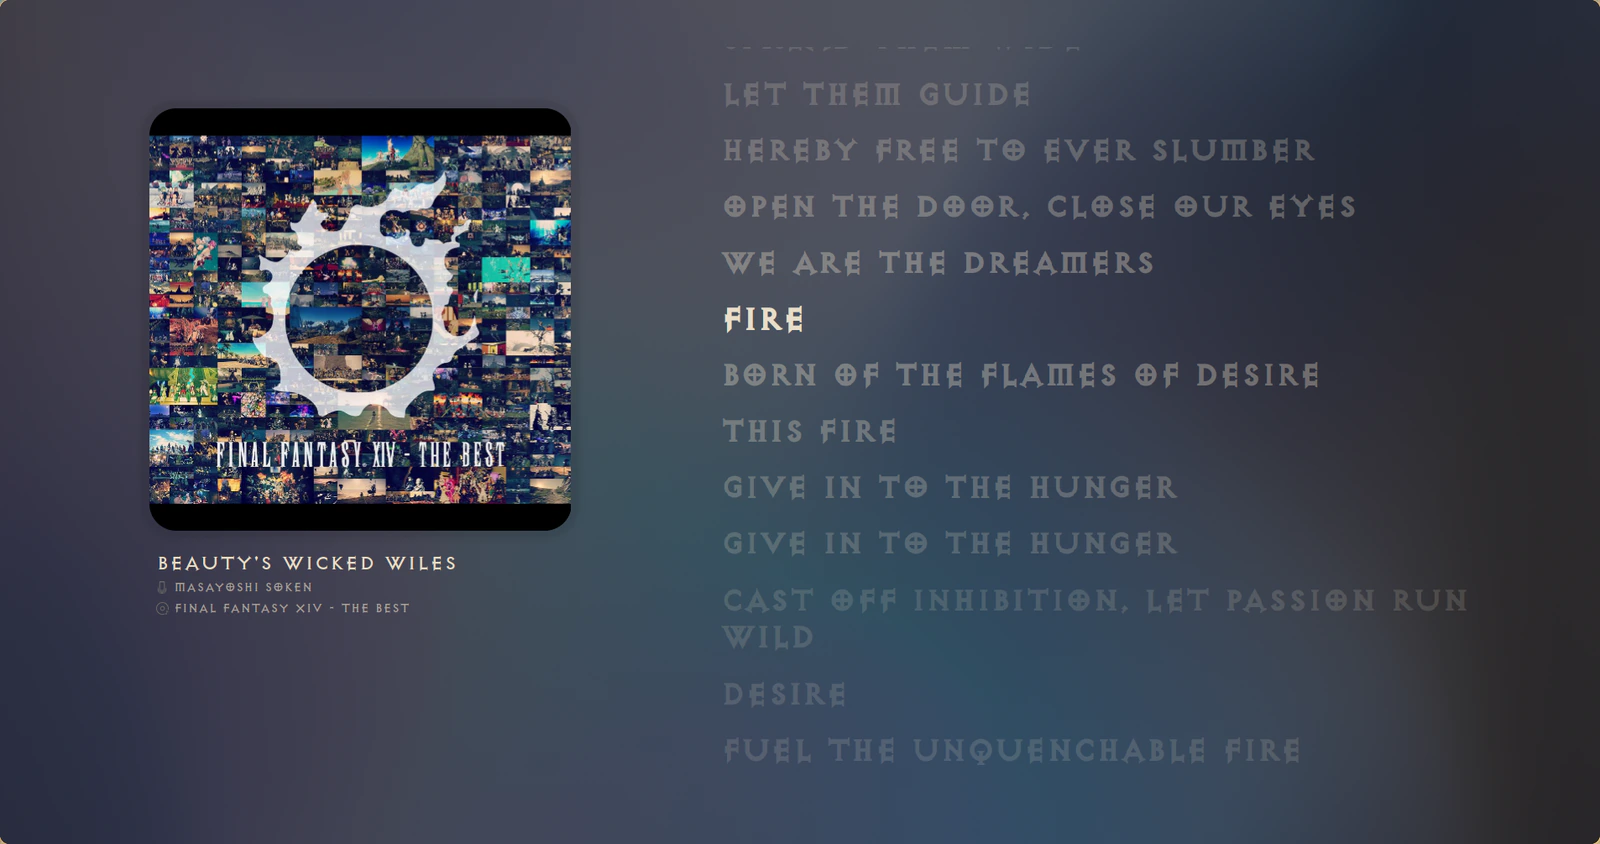 LET THEM GUIDE
HEREBY FREE TO EVER SLUMBER
OPEN THE DOOR, CLOSE OUR EYES
WE ARE THE DREAMERS
FIRE
BORN OF THE FLAMES OF DESIRE
THIS FIRE
GIVE IN TO THE HUNGER
GIVE IN TO THE HUNGER
CAST OFF INHIBITION, LET PASSION RUN
WILD
DESIRE
FUEL THE UNQUENCHABLE FIRE
FINAL FANTASY XIV - THE BEST
BEAUTY'S WICKED WILES
MASAYOSHI SOKEN
FINAL FANTASY XIV - THE BEST